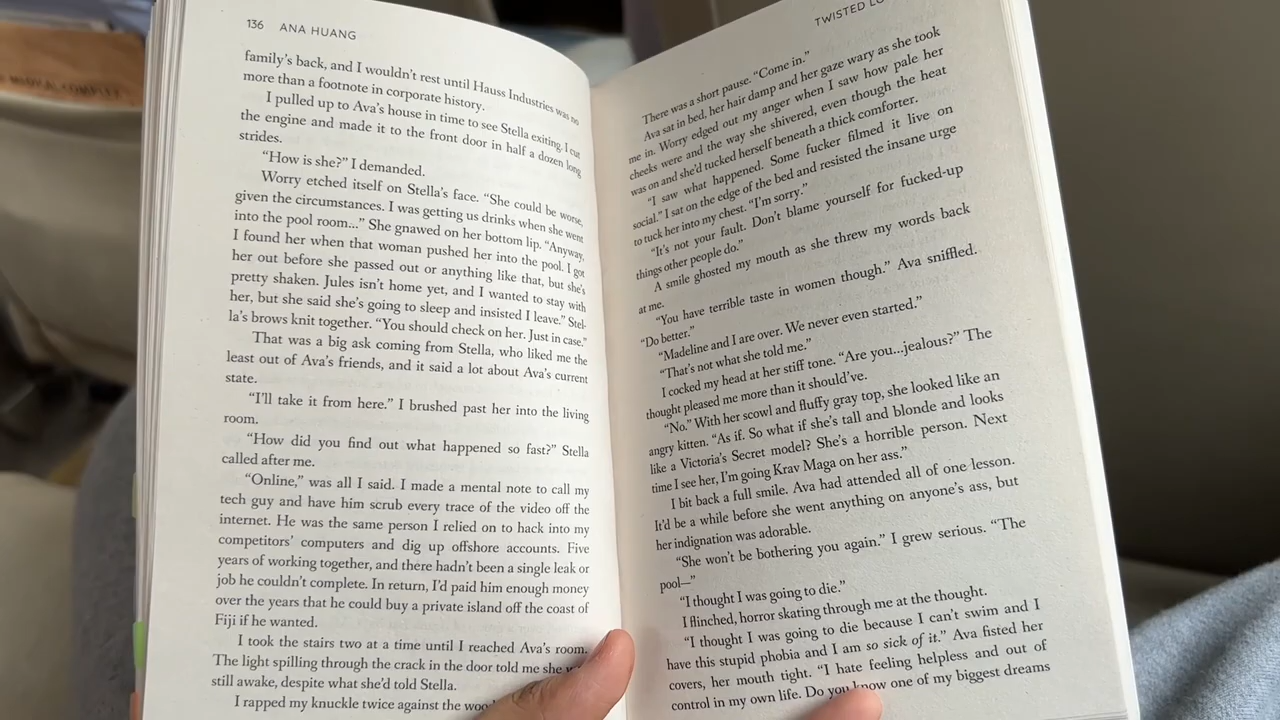 136 ANA HUANG
family's back, and I wouldn't rest until Hauss Industries was no
more than a footnote in corporate history.
I pulled up to Ava's house in time to see Stella exiting. I cut
the engine and made it to the front door in half a dozen long
strides.
"How is she?" I demanded.
Worry etched itself on Stella's face. "She could be worse,
given the circumstances. I was getting us drinks when she went
into the pool room..." She gnawed on her bottom lip. "Anyway,
I found her when that woman pushed her into the pool. I got
her out before she passed out or anything like that, but she's
pretty shaken. Jules isn't home yet, and I wanted to stay with
her, but she said she's going to sleep and insisted I leave." Stel-
la's brows knit together. "You should check on her. Just in case."
That was a big ask coming from Stella, who liked me the
least out of Ava's friends, and it said a lot about Ava's current
state.
"I'll take it from here." I brushed past her into the living
room.
"How did you find out what happened so fast?" Stella
called after me.
"Online," was all I said. I made a mental note to call my
tech guy and have him scrub every trace of the video off the
internet. He was the same person I relied on to hack into my
competitors' computers and dig up offshore accounts. Five
years of working together, and there hadn't been a single leak or
job he couldn't complete. In return, I'd paid him enough money
over the years that he could buy a private island off the coast of
Fiji if he wanted.
I took the stairs two at a time until I reached Ava's room.
The light spilling through the crack in the door told me she
still awake, despite what she'd told Stella.
I rapped my knuckle twice against the
TWISTED
There was a short pause. "Come in."
Ava sat in bed, her hair damp and her gaze wary as she took
me in. Worry edged out my anger when I saw how pale her
cheeks were and the way she shivered, even though the heat
was on and she'd tucked herself beneath a thick comforter.
"I saw what happened. Some fucker filmed it live on
social." I sat on the edge of the bed and resisted the insane urge
to tuck her into my chest. "I'm sorry."
"It's not your fault. Don't blame yourself for fucked-up
things other people do."
A smile ghosted my mouth as she threw my words back
at me.
"You have terrible taste in women though." Ava sniffled.
"Do better."
"Madeline and I are over. We never even started."
"That's not what she told me."
I cocked my head at her stiff tone. "Are you...jealous?" The
thought pleased me more than it should've.
"No." With her scowl and fluffy gray top, she looked like an
angry kitten. "As if. So what if she's tall and blonde and looks
like a Victoria's Secret model? She's a horrible person. Next
time I see her, I'm going Krav Maga on her ass."
I bit back a full smile. Ava had attended all of one lesson.
It'd be a while before she went anything on anyone's ass, but
her indignation was adorable.
"She won't be bothering you again." I grew serious. "The
pool—"
"I thought I was going to die."
I flinched, horror skating through me at the thought.
"I thought I was going to die because I can't swim and I
have this stupid phobia and I am so sick of it." Ava fisted her
covers, her mouth tight. "I hate feeling helpless and out of
control in my own life. Do you know one of my biggest dreams